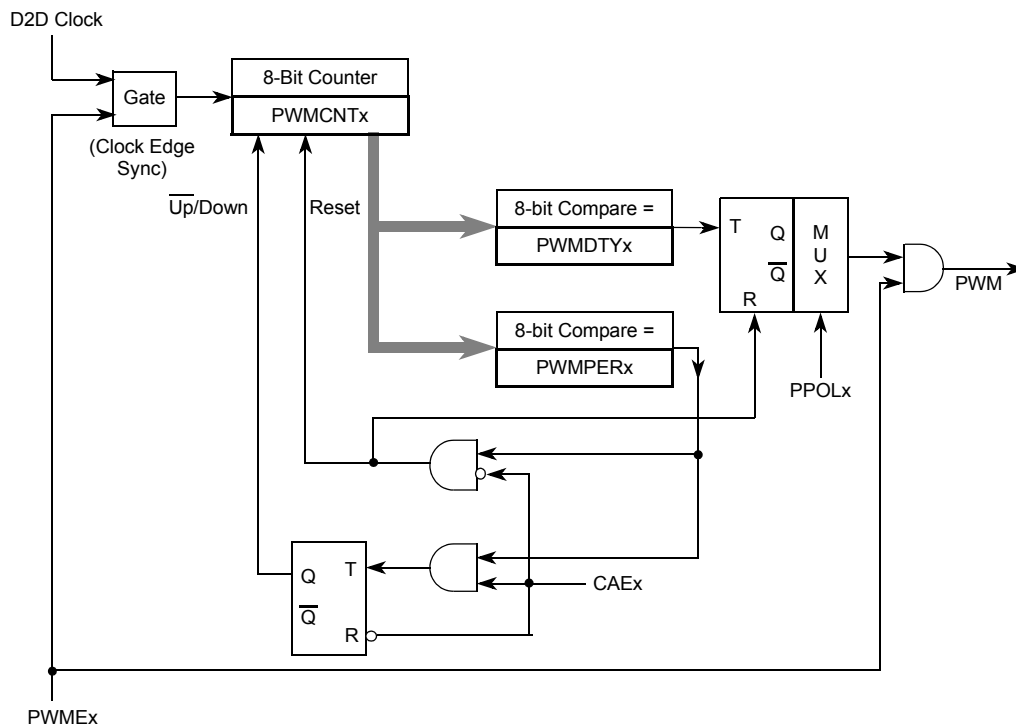 D2D Clock
8-Bit Counter
Gate
PWMCNTx
(Clock Edge
Sync)
U̅p̅/Down
Reset
8-bit Compare =
PWMDTYx
T
Q
Q̅
R
M
U
X
PWM
8-bit Compare =
PWMPERx
PPOLx
Q
T
Q̅
R
CAEx
PWMEx